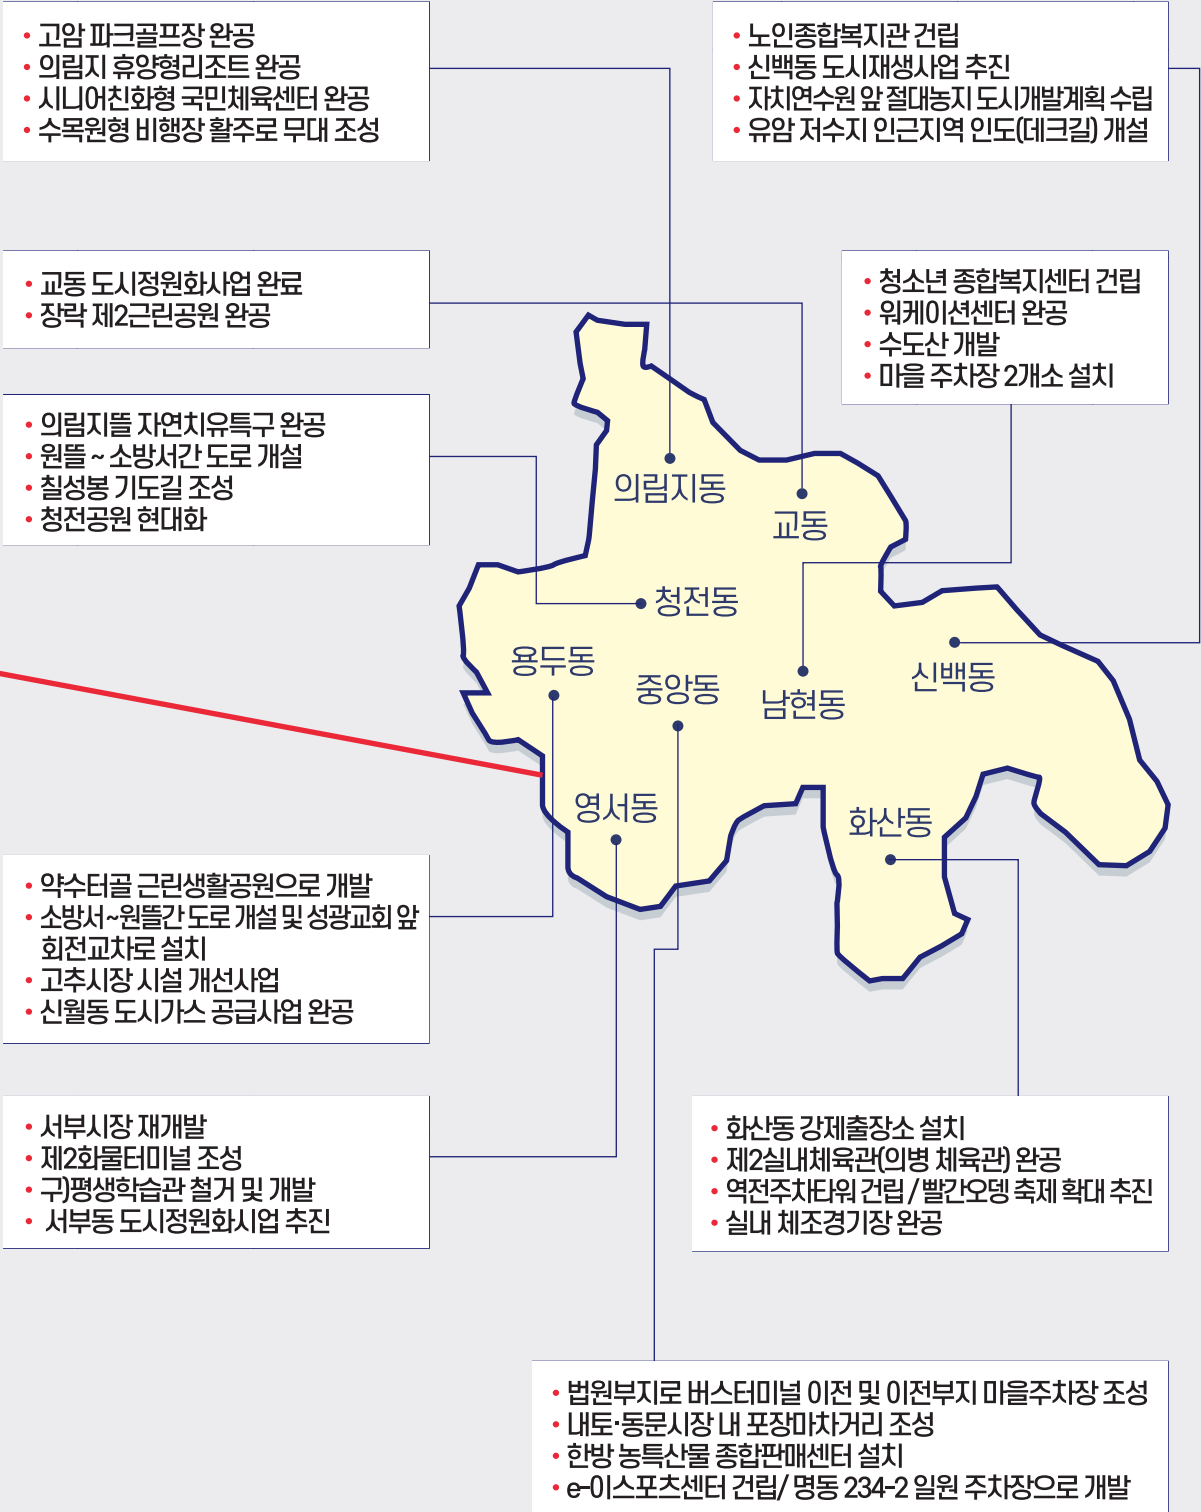 • 고암 파크골프장 완공
• 의림지 휴양형리조트 완공
• 시니어친화형 국민체육센터 완공
• 수목원형 비행장 활주로 무대 조성
• 노인종합복지관 건립
• 신백동 도시재생사업 추진
• 자치연수원 앞 절대농지 도시개발계획 수립
• 유암 저수지 인근지역 인도(데크길) 개설
• 교동 도시정원화사업 완료
• 장락 제2근린공원 완공
• 청소년 종합복지센터 건립
• 워케이션센터 완공
• 수도산 개발
• 마을 주차장 2개소 설치
• 의림지뜰 자연치유특구 완공
• 원뜰 ~ 소방서간 도로 개설
• 칠성봉 기도길 조성
• 청전공원 현대화
의림지동
교동
청전동
용두동
중앙동
남현동
신백동
영서동
화산동
• 약수터골 근린생활공원으로 개발
• 소방서~원뜰간 도로 개설 및 성광교회 앞
회전교차로 설치
• 고추시장 시설 개선사업
• 신월동 도시가스 공급사업 완공
• 서부시장 재개발
• 제2화물터미널 조성
• 구)평생학습관 철거 및 개발
• 서부동 도시정원화시업 추진
• 화산동 강제출장소 설치
• 제2실내체육관(의병 체육관) 완공
• 역전주차타워 건립 / 빨간오뎅 축제 확대 추진
• 실내 체조경기장 완공
• 법원부지로 버스터미널 이전 및 이전부지 마을주차장 조성
• 내토·동문시장 내 포장마차거리 조성
• 한방 농특산물 종합판매센터 설치
• e-이스포츠센터 건립/ 명동 234-2 일원 주차장으로 개발